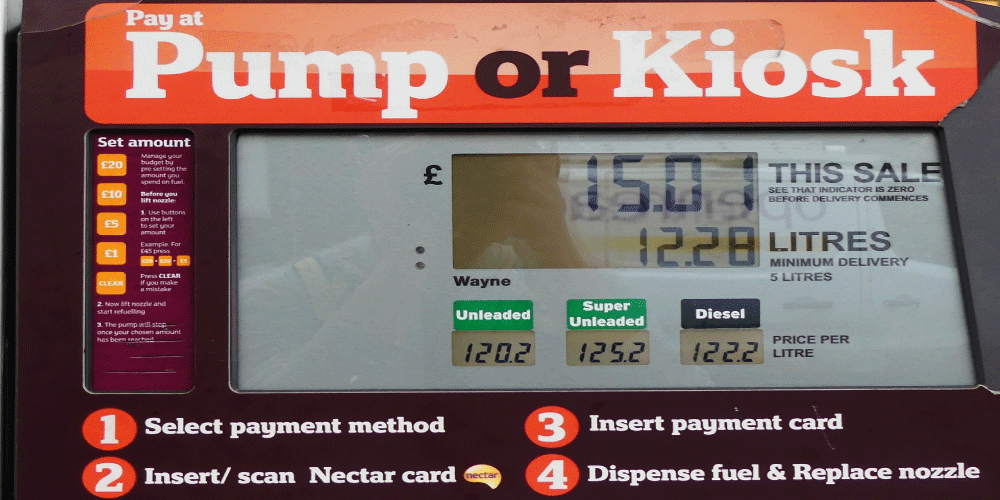 Pay at
Pump or Kiosk
Set amount
£20
Manage your
budget by
pre setting the
amount you
spend on fuel.
£10
Before you
lift nozzle:
£5
1. Use buttons
on the left
to set your
amount
£1
Example: For
£45 press
£20 + £20 + £5
CLEAR
Press CLEAR
if you make
a mistake
2. Now lift nozzle and
start refuelling
3. The pump will stop
once your chosen amount
has been reached
£ 15.01 THIS SALE
SEE THAT INDICATOR IS ZERO
BEFORE DELIVERY COMMENCES
12.28 LITRES
MINIMUM DELIVERY
5 LITRES
Wayne
Unleaded
Super
Unleaded
Diesel
120.2 125.2 122.2
PRICE PER
LITRE
1 Select payment method
2 Insert/ scan Nectar card nectar
3 Insert payment card
4 Dispense fuel & Replace nozzle